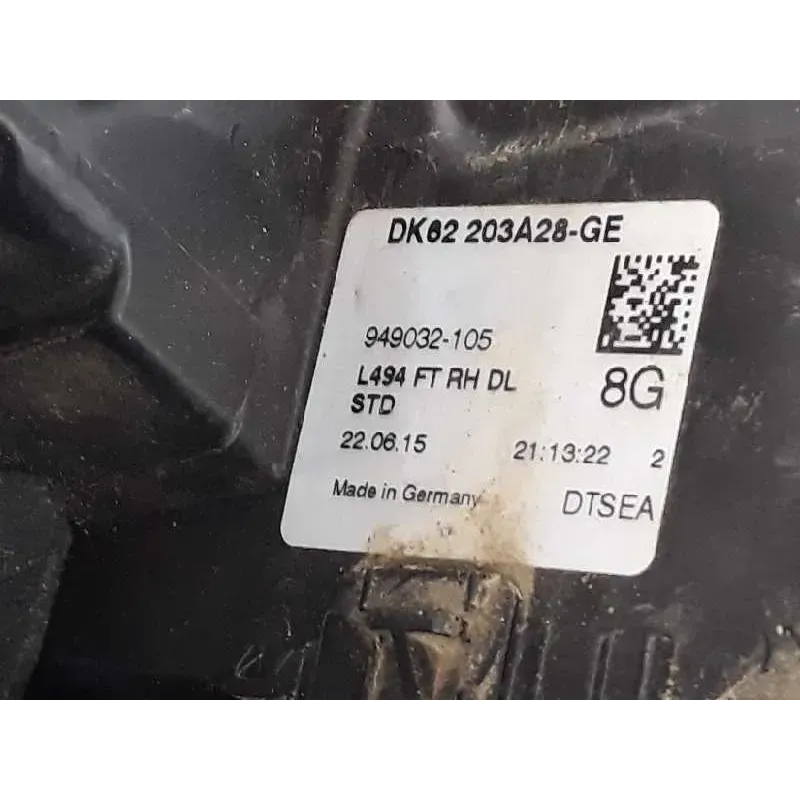 DK62 203A28-GE
949032-105
L494 FT RH DL
STD
8G
22.06.15 21:13:22 2
Made in Germany
DTSEA